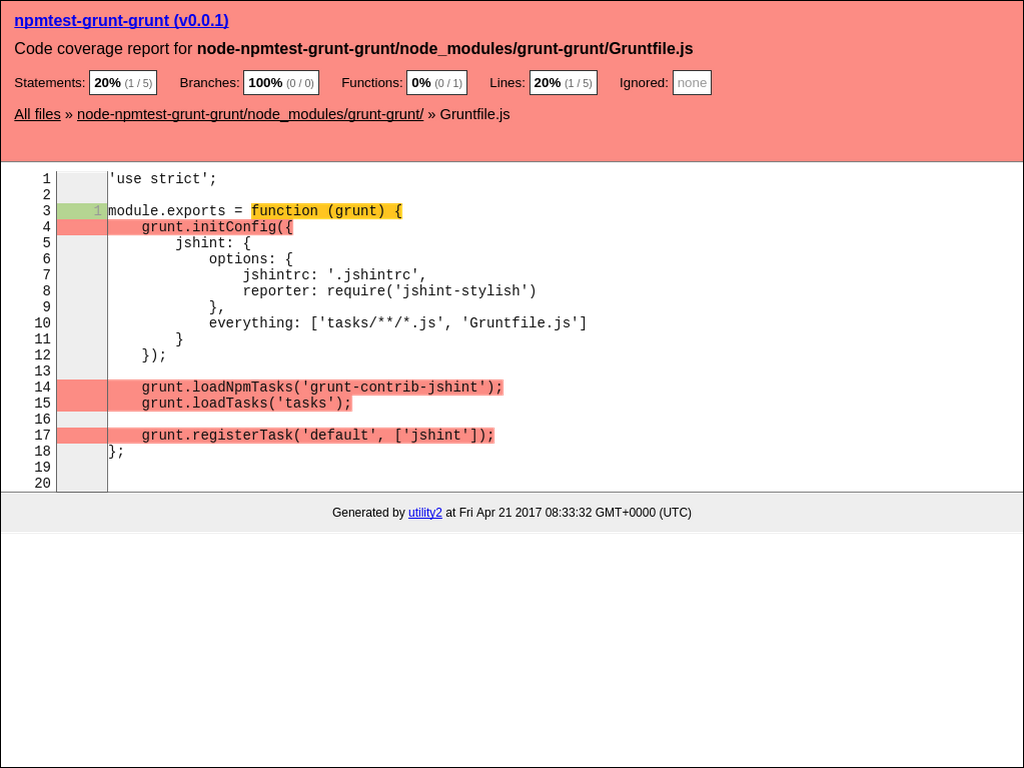 npmtest-grunt-grunt (v0.0.1)
Code coverage report for node-npmtest-grunt-grunt/node_modules/grunt-grunt/Gruntfile.js
Statements: 20% (1 / 5) Branches: 100% (0 / 0) Functions: 0% (0 / 1) Lines: 20% (1 / 5) Ignored: none
All files » node-npmtest-grunt-grunt/node_modules/grunt-grunt/ » Gruntfile.js
1 'use strict';
2
3 1 module.exports = function (grunt) {
4     grunt.initConfig({
5         jshint: {
6             options: {
7                 jshintrc: '.jshintrc',
8                 reporter: require('jshint-stylish')
9             },
10             everything: ['tasks/**/*.js', 'Gruntfile.js']
11         }
12     });
13
14     grunt.loadNpmTasks('grunt-contrib-jshint');
15     grunt.loadTasks('tasks');
16
17     grunt.registerTask('default', ['jshint']);
18 };
19
20
Generated by utility2 at Fri Apr 21 2017 08:33:32 GMT+0000 (UTC)